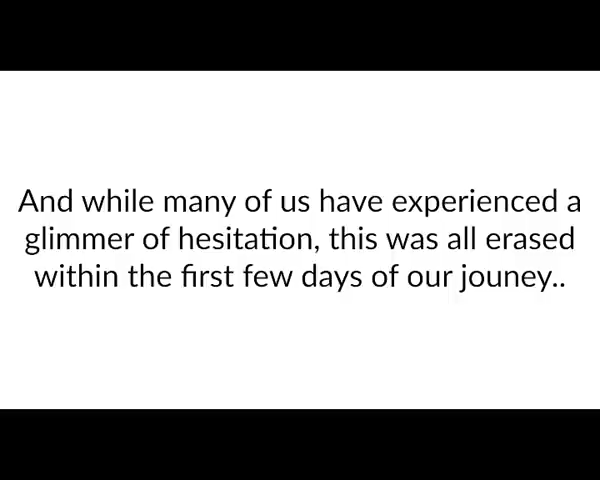 And while many of us have experienced a
glimmer of hesitation, this was all erased
within the first few days of our jouney..